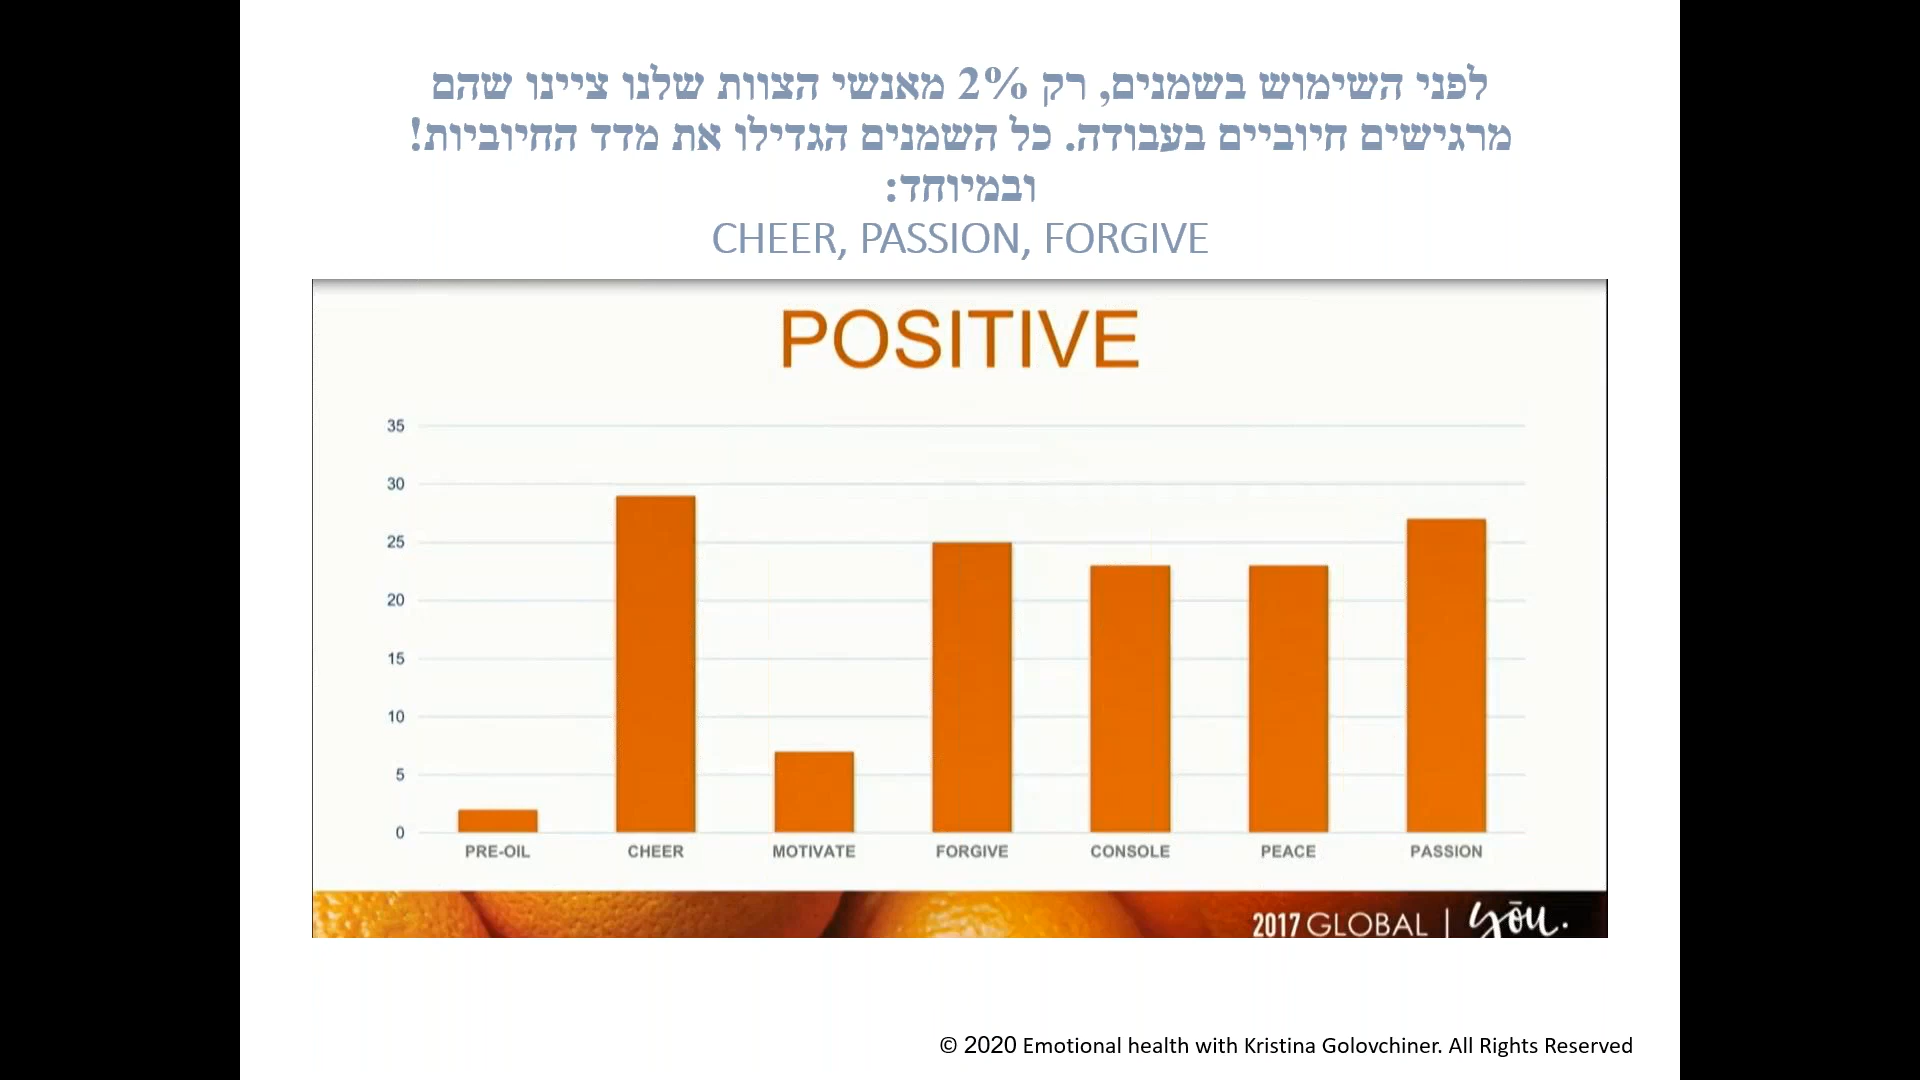 לפני השימוש בשמנים, רק 2% מאנשי הצוות שלנו ציינו שהם
מרגישים חיוביים בעבודה. כל השמנים הגדילו את מדד החיוביות!
ובמיוחד:
CHEER, PASSION, FORGIVE
POSITIVE
35
30
25
20
15
10
5
0
PRE-OIL CHEER MOTIVATE FORGIVE CONSOLE PEACE PASSION
2017 GLOBAL | yōu.
© 2020 Emotional health with Kristina Golovchiner. All Rights Reserved